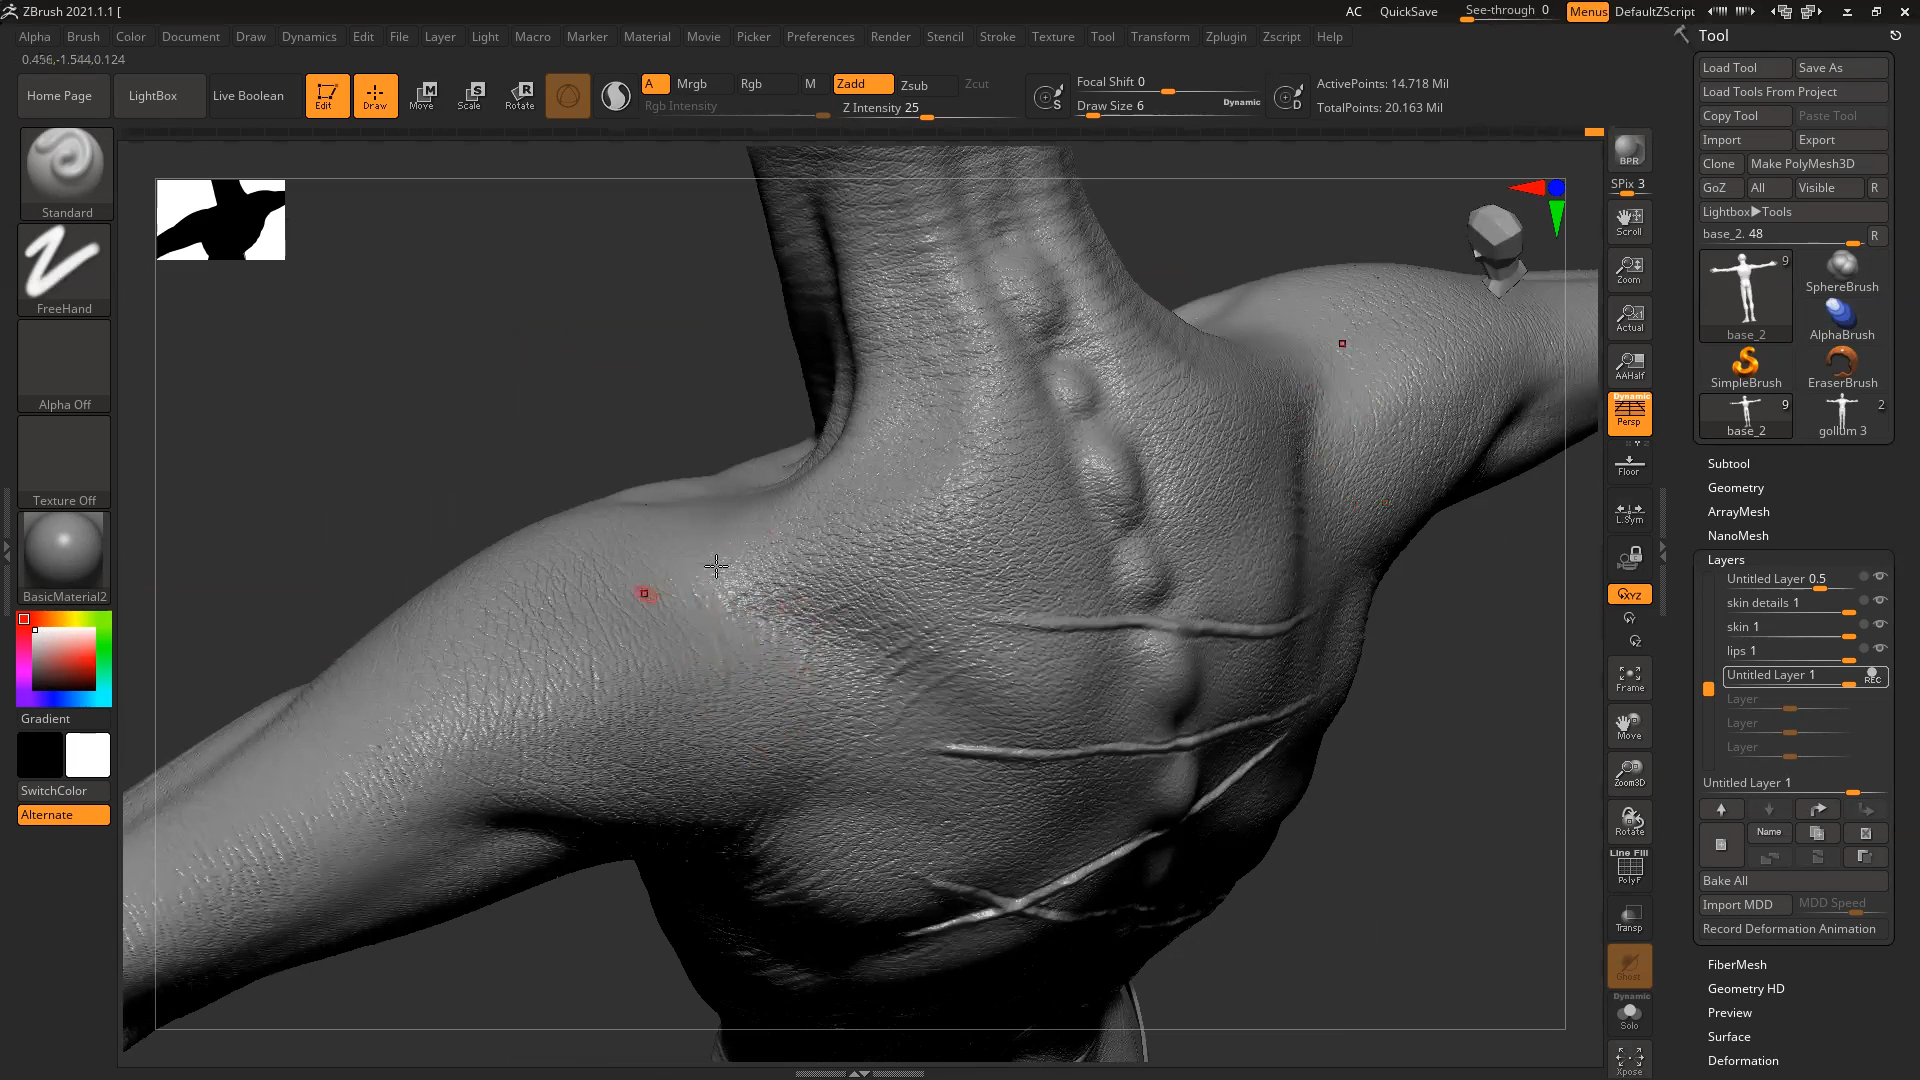 ZBrush 2021.1.1 [
AC QuickSave See-through 0 Menus DefaultZScript
Alpha Brush Color Document Draw Dynamics Edit File Layer Light Macro Marker Material Movie Picker Preferences Render Stencil Stroke Texture Tool Transform Zplugin Zscript Help
0.456,-1.544,0.124
Home Page LightBox Live Boolean Edit Draw Move Scale Rotate
A Mrgb Rgb M Zadd Zsub Zcut
Rgb Intensity Z Intensity 25
S Focal Shift 0
Draw Size 6 Dynamic D
ActivePoints: 14.718 Mil
TotalPoints: 20.163 Mil
Standard
FreeHand
Alpha Off
Texture Off
BasicMaterial2
Gradient
SwitchColor
Alternate
BPR
SPix 3
Scroll
Zoom
Actual
AAHalf
Dynamic
Persp
Floor
L.Sym
XYZ
Y
Z
Frame
Move
Zoom3D
Rotate
Line Fill
PolyF
Transp
Ghost
Dynamic
Solo
Xpose
Tool
Load Tool Save As
Load Tools From Project
Copy Tool Paste Tool
Import Export
Clone Make PolyMesh3D
GoZ All Visible R
Lightbox▶Tools
base_2. 48 R
9
base_2 SphereBrush
AlphaBrush
SimpleBrush EraserBrush
9 2
base_2 gollum 3
Subtool
Geometry
ArrayMesh
NanoMesh
Layers
Untitled Layer 0.5
skin details 1
skin 1
lips 1
Untitled Layer 1 REC
Layer
Layer
Layer
Untitled Layer 1
Name
Bake All
Import MDD MDD Speed
Record Deformation Animation
FiberMesh
Geometry HD
Preview
Surface
Deformation